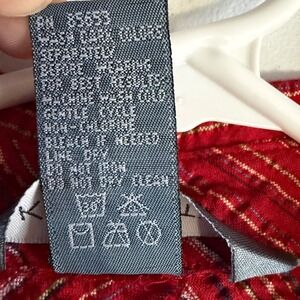 RN 85653
WASH DARK COLORS
SEPARATELY
BEFORE WEARING
FOR BEST RESULTS
MACHINE WASH COLD
GENTLE CYCLE
NON-CHLORINE
BLEACH IF NEEDED
LINE DRY
DO NOT IRON
DO NOT DRY CLEAN
30°
K